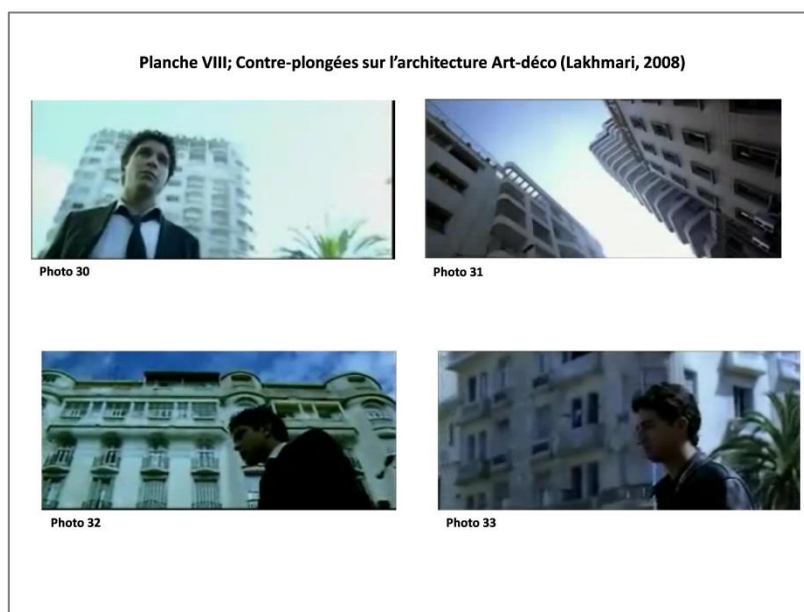 Planche VIII; Contre-plongées sur l'architecture Art-déco (Lakhmari, 2008)
Photo 30
Photo 31
Photo 32
Photo 33